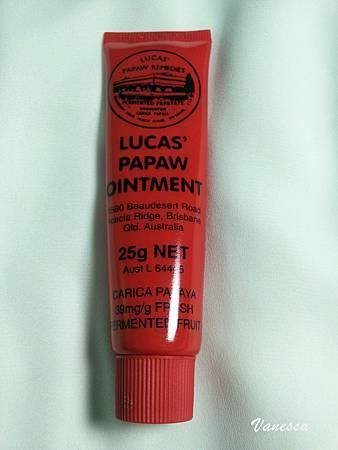 LUCAS'
PAPAW REMEDIES
LUCAS'
PAPAW
OINTMENT
Beaudesert Road
Ridge, Brisbane
Qld. Australia
25g NET
Aust L
CARICA PAPAYA
39mg/g FRESH
FERMENTED FRUIT
Vanessa